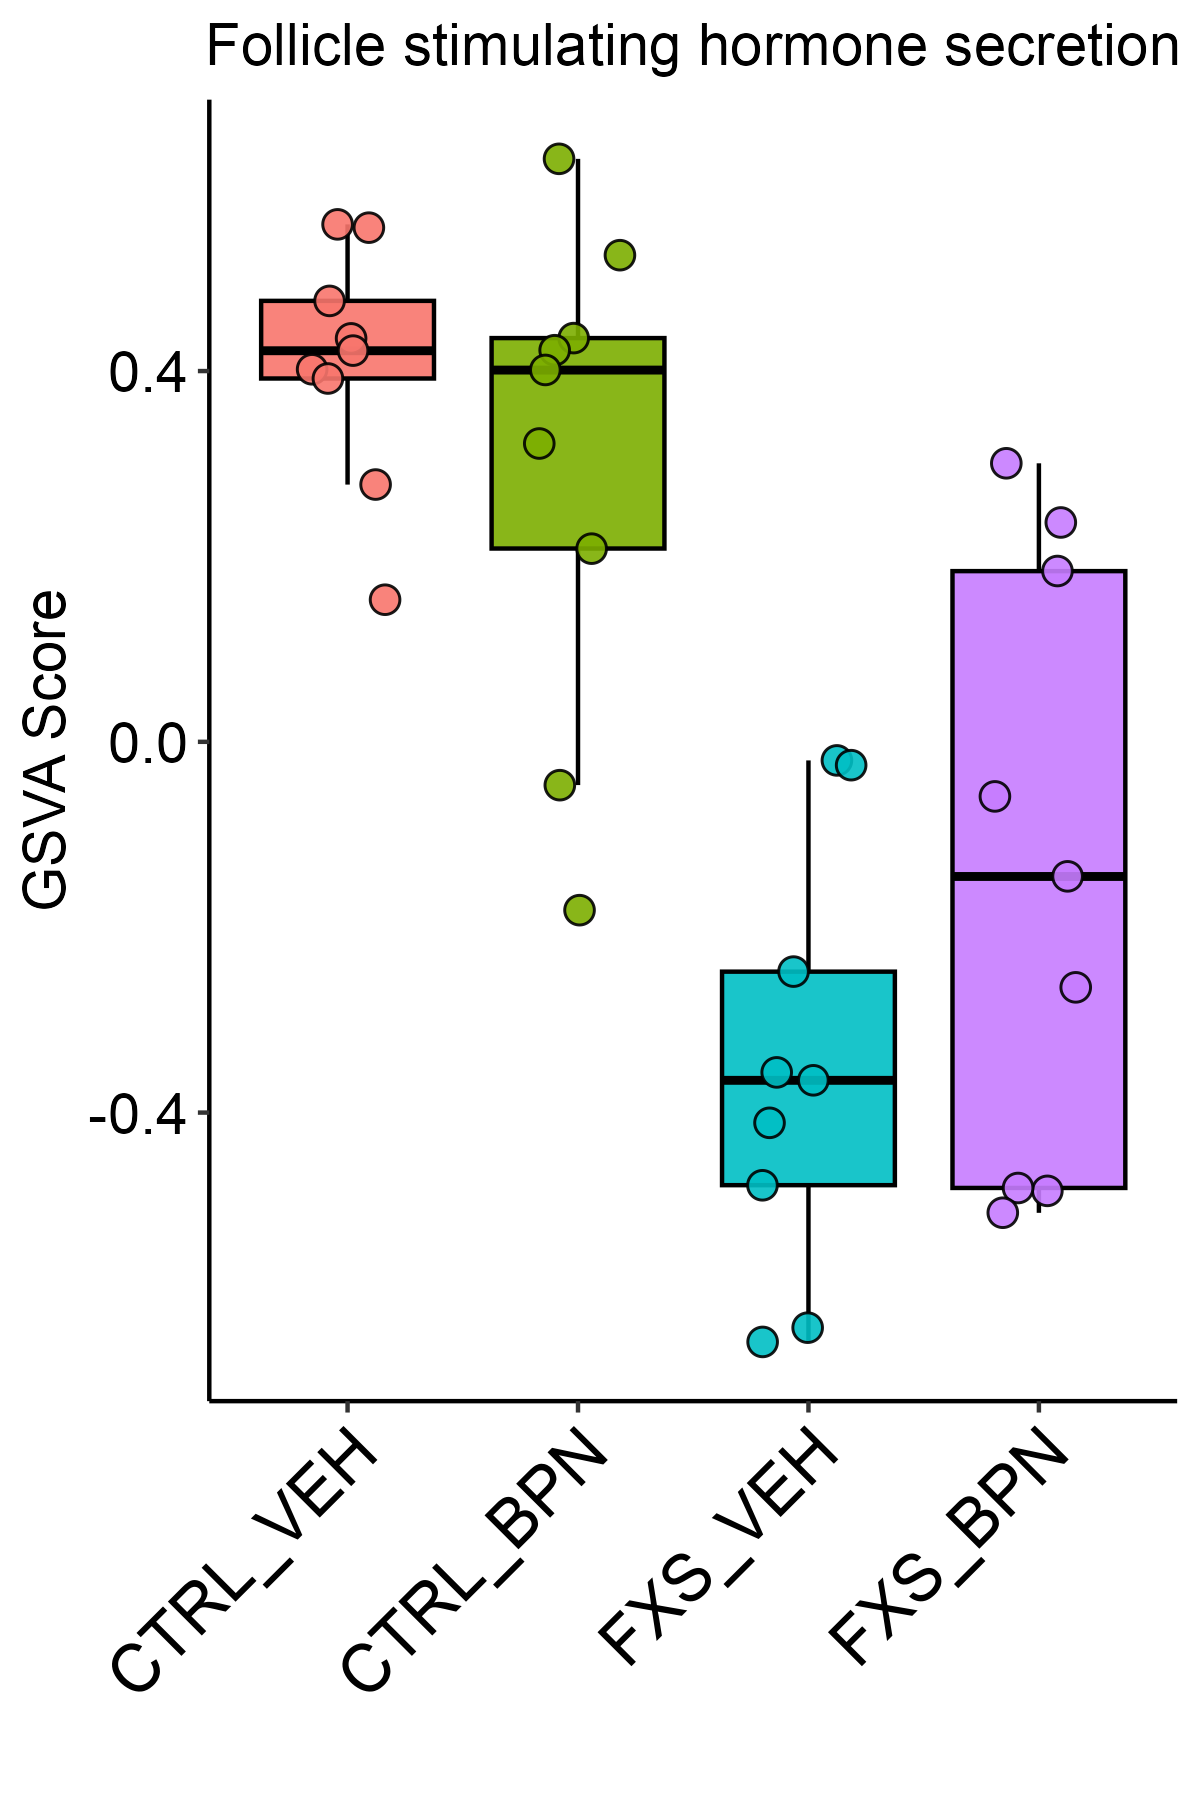 Follicle stimulating hormone secretion
GSVA Score
0.4
0.0
-0.4
CTRL_VEH
CTRL_BPN
FXS_VEH
FXS_BPN